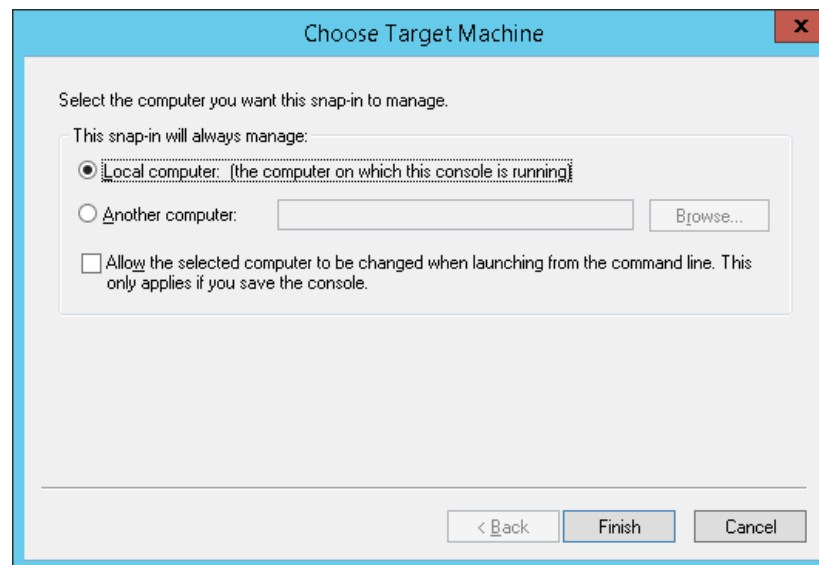 Choose Target Machine
x
Select the computer you want this snap-in to manage.
This snap-in will always manage:
Local computer: (the computer on which this console is running)
Another computer:
Browse...
Allow the selected computer to be changed when launching from the command line. This
only applies if you save the console.
< Back
Finish
Cancel